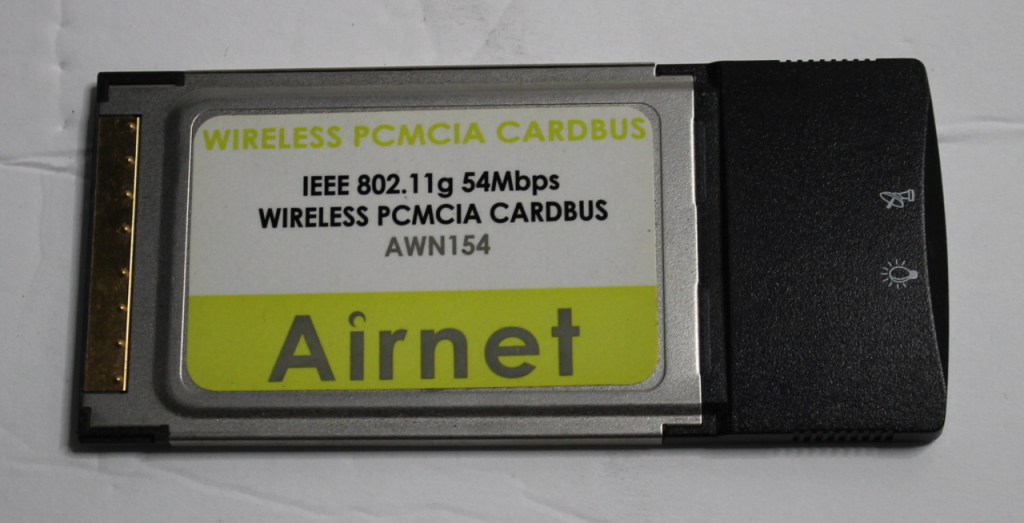 WIRELESS PCMCIA CARDBUS
IEEE 802.11g 54Mbps
WIRELESS PCMCIA CARDBUS
AWN154
Airnet